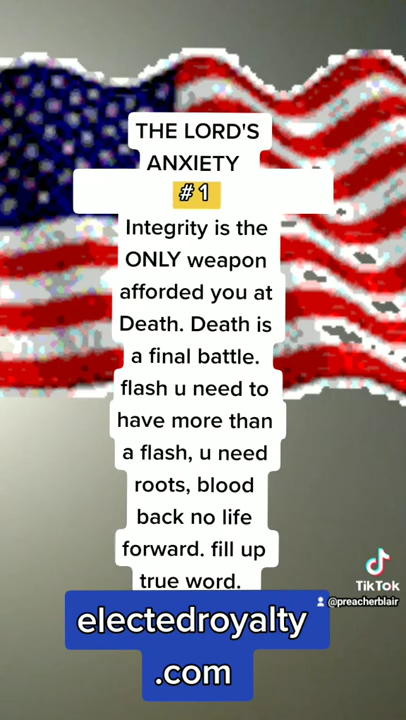 THE LORD'S
ANXIETY
#1
Integrity is the
ONLY weapon
afforded you at
Death. Death is
a final battle.
flash u need to
have more than
a flash, u need
roots, blood
back no life
forward. fill up
true word.
TikTok
@preacherblair
electedroyalty
.com